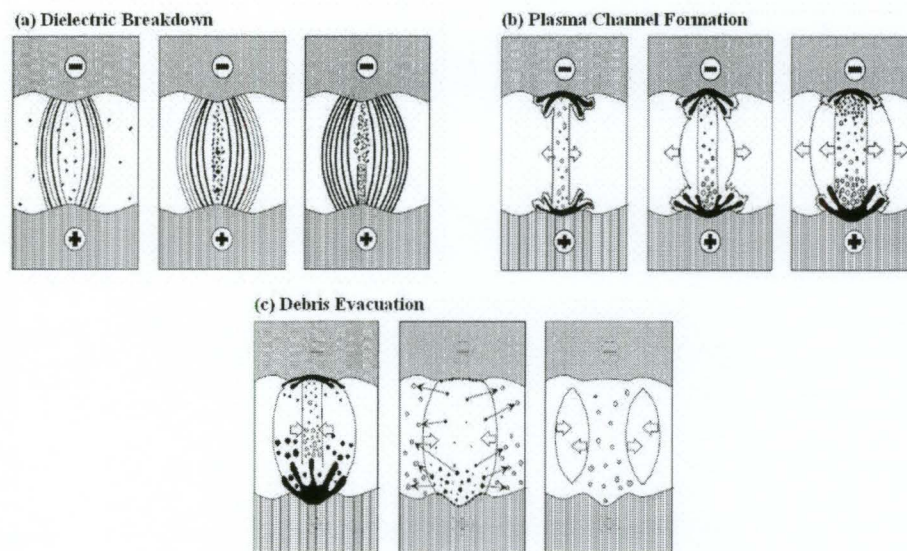 (a) Dielectric Breakdown
(b) Plasma Channel Formation
− − − − − −
+ + + + + +
(c) Debris Evacuation